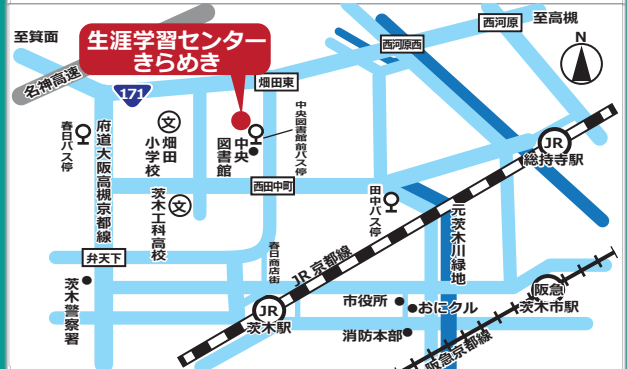 至箕面
名神高速
生涯学習センター
きらめき
171
畑田東
西河原西
西河原
至高槻
N
春日バス停
府道大阪高槻京都線
文
畑田
小学校
中央
図書館
中央図書館前バス停
西田中町
文
茨木工科高校
田中バス停
JR
総持寺駅
元茨木川緑地
弁天下
茨木警察署
春日商店街
JR京都線
JR
茨木駅
市役所
おにクル
消防本部
阪急
茨木市駅
阪急京都線